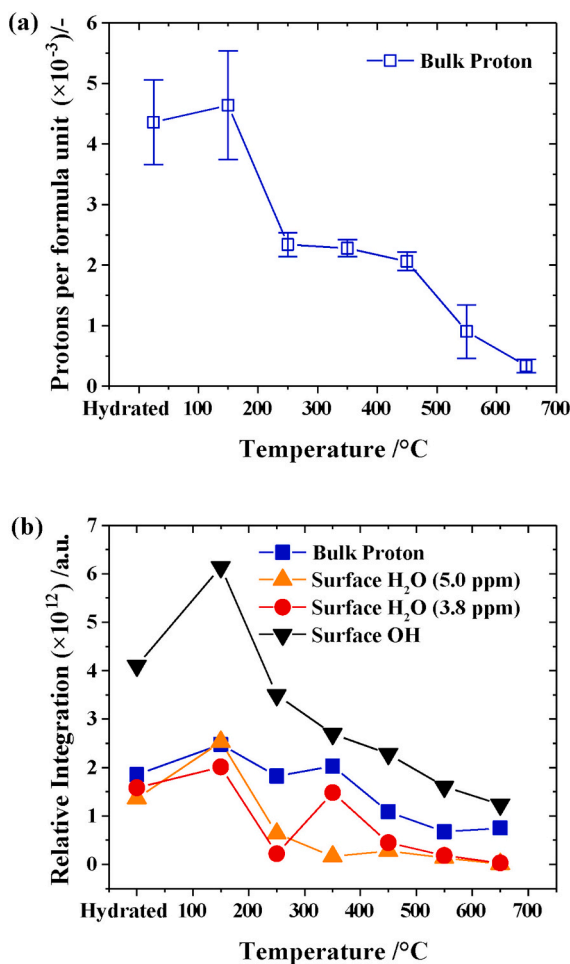 (a)
6
5
4
3
2
1
0
Protons per formula unit (×10⁻³)/-
Bulk Proton
Hydrated 100 200 300 400 500 600 700
Temperature /°C
(b)
7
6
5
4
3
2
1
0
Relative Integration (×10¹²) /a.u.
Bulk Proton
Surface H₂O (5.0 ppm)
Surface H₂O (3.8 ppm)
Surface OH
Hydrated 100 200 300 400 500 600 700
Temperature /°C